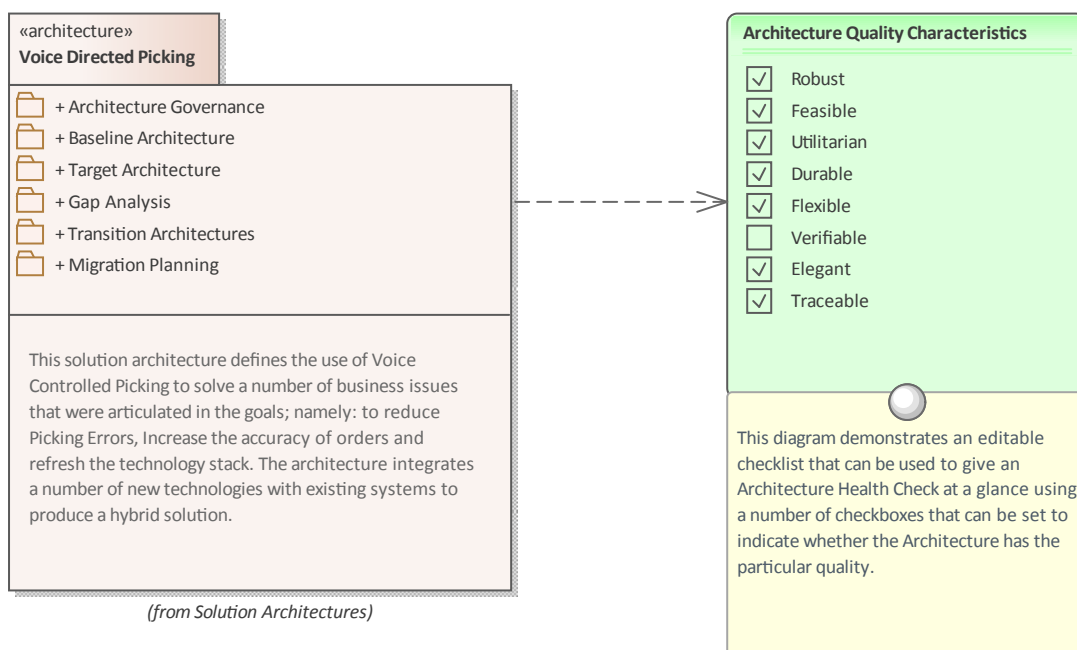 «architecture»
Voice Directed Picking
+ Architecture Governance
+ Baseline Architecture
+ Target Architecture
+ Gap Analysis
+ Transition Architectures
+ Migration Planning
This solution architecture defines the use of Voice
Controlled Picking to solve a number of business issues
that were articulated in the goals; namely: to reduce
Picking Errors, Increase the accuracy of orders and
refresh the technology stack. The architecture integrates
a number of new technologies with existing systems to
produce a hybrid solution.
(from Solution Architectures)
Architecture Quality Characteristics
Robust
Feasible
Utilitarian
Durable
Flexible
Verifiable
Elegant
Traceable
This diagram demonstrates an editable
checklist that can be used to give an
Architecture Health Check at a glance using
a number of checkboxes that can be set to
indicate whether the Architecture has the
particular quality.